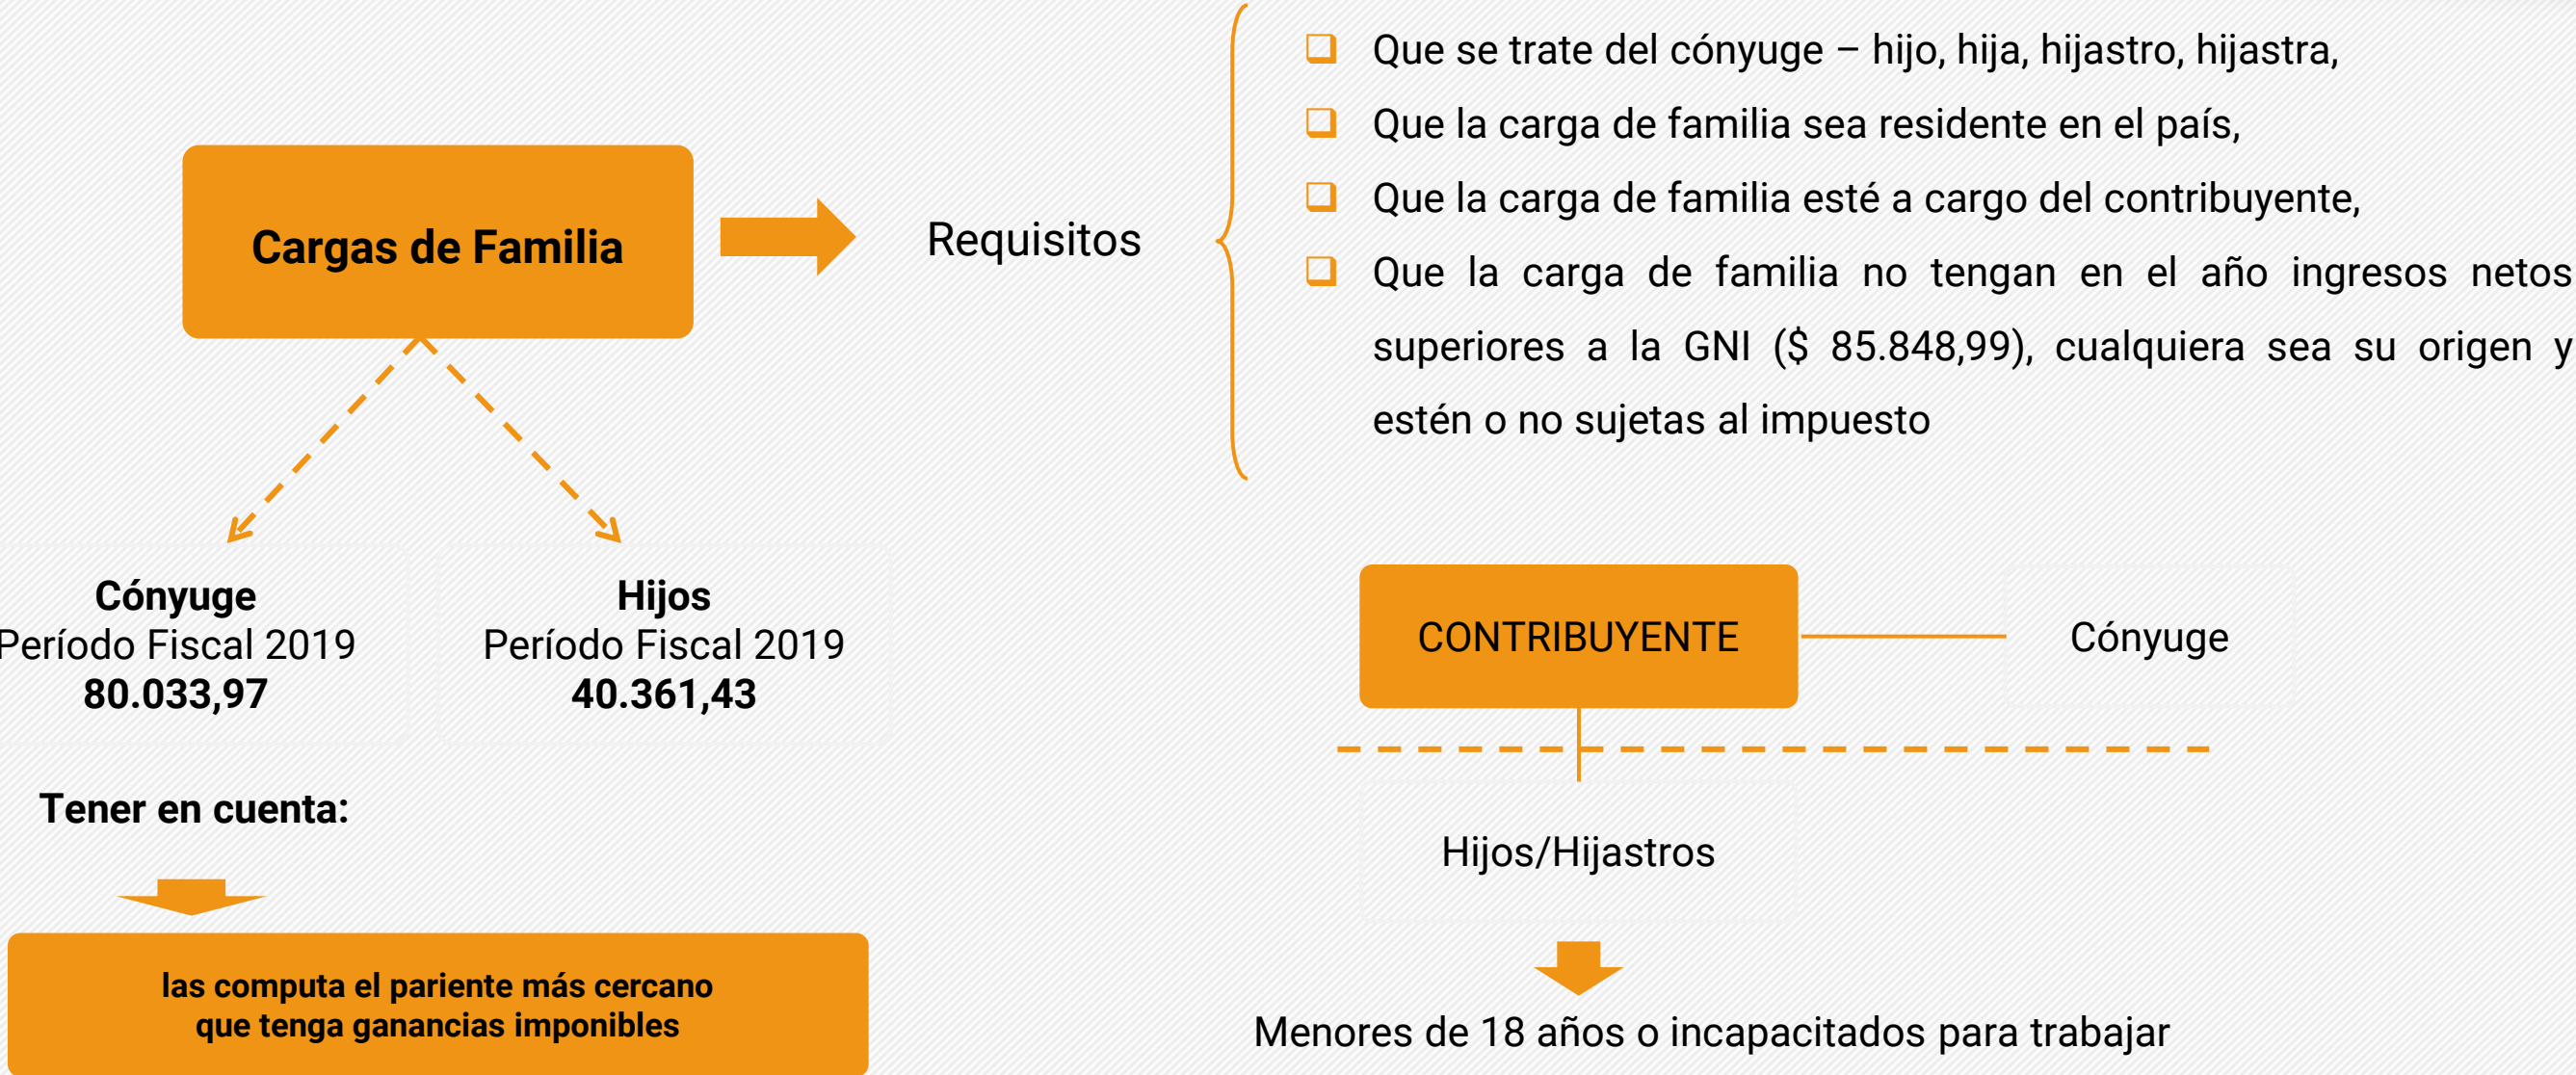 Cargas de Familia
Requisitos
Que se trate del cónyuge – hijo, hija, hijastro, hijastra,
Que la carga de familia sea residente en el país,
Que la carga de familia esté a cargo del contribuyente,
Que la carga de familia no tengan en el año ingresos netos
superiores a la GNI ($ 85.848,99), cualquiera sea su origen y
estén o no sujetas al impuesto
Cónyuge
Período Fiscal 2019
80.033,97
Hijos
Período Fiscal 2019
40.361,43
Tener en cuenta:
las computa el pariente más cercano
que tenga ganancias imponibles
CONTRIBUYENTE
Cónyuge
Hijos/Hijastros
Menores de 18 años o incapacitados para trabajar